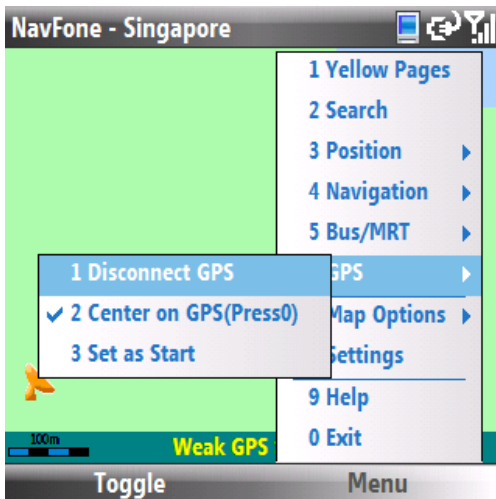 NavFone - Singapore
1 Yellow Pages
2 Search
3 Position
4 Navigation
5 Bus/MRT
GPS
Map Options
Settings
9 Help
0 Exit
1 Disconnect GPS
2 Center on GPS(Press0)
3 Set as Start
100m
Weak GPS
Toggle
Menu